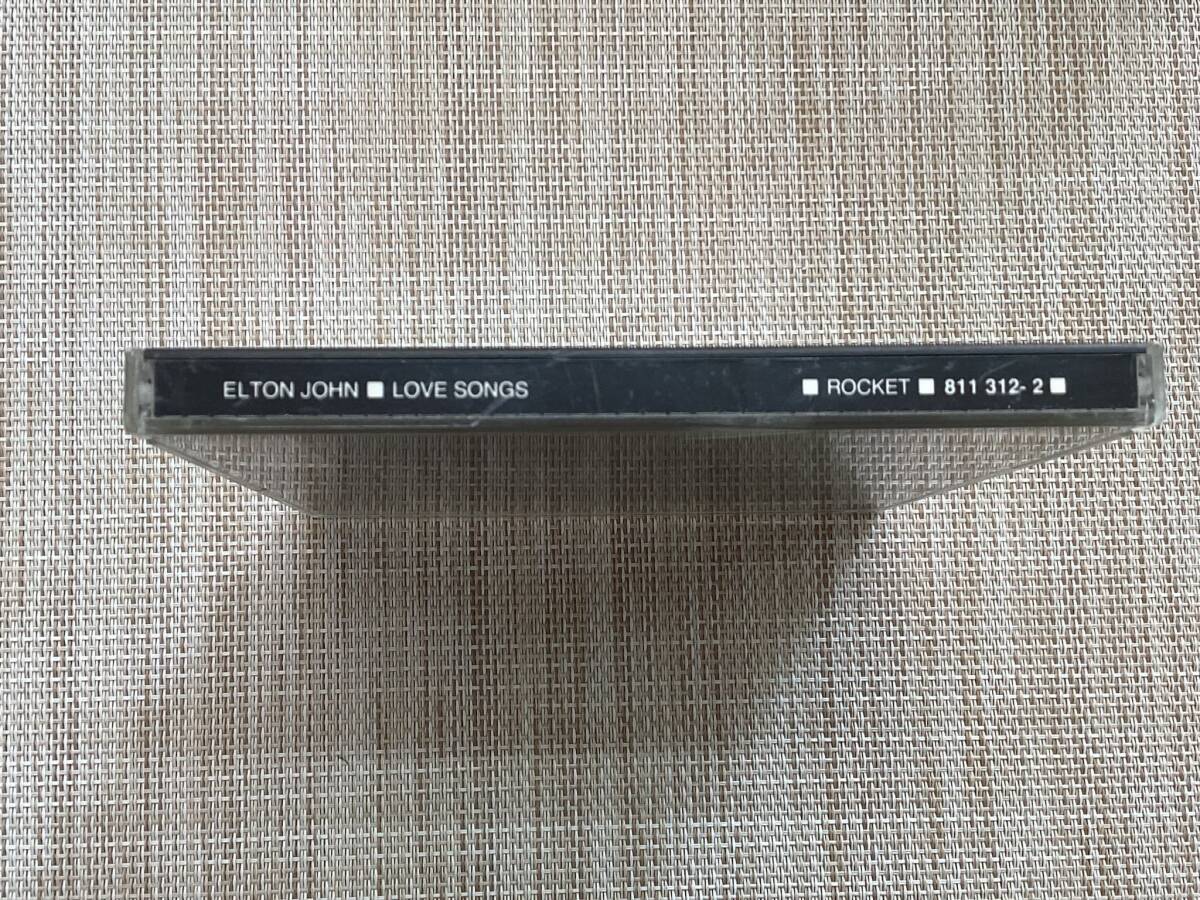 ELTON JOHN ■ LOVE SONGS ■ ROCKET ■ 811 312- 2 ■